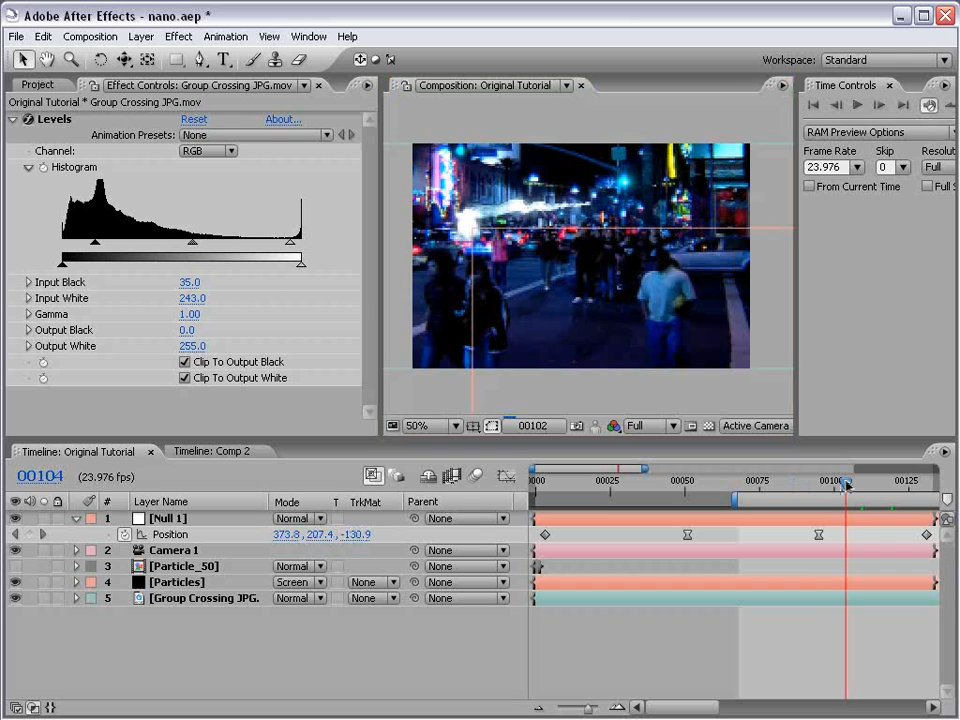 Adobe After Effects - nano.aep *
File Edit Composition Layer Effect Animation View Window Help
Workspace: Standard
Project Effect Controls: Group Crossing JPG.mov
Composition: Original Tutorial
Time Controls
Original Tutorial * Group Crossing JPG.mov
Levels Reset About...
Animation Presets: None
Channel: RGB
Histogram
Input Black 35.0
Input White 243.0
Gamma 1.00
Output Black 0.0
Output White 255.0
Clip To Output Black
Clip To Output White
RAM Preview Options
Frame Rate Skip Resolu
23.976 0 Full
From Current Time Full S
50% 00102 Full Active Camera
Timeline: Original Tutorial Timeline: Comp 2
00104 (23.976 fps)
0000 00025 00050 00075 00100 00125
# Layer Name Mode T TrkMat Parent
1 [Null 1] Normal None
Position 373.8, 207.4, -130.9
2 Camera 1 None
3 [Particle_50] Normal None
4 [Particles] Screen None None
5 [Group Crossing JPG. Normal None None